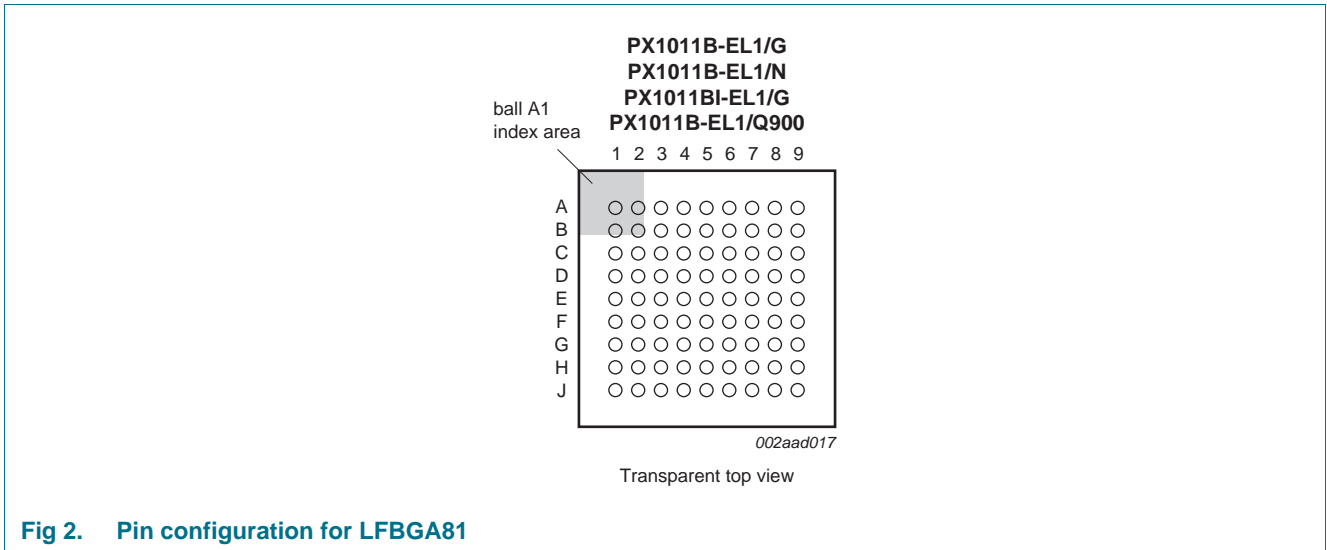 PX1011B-EL1/G
PX1011B-EL1/N
PX1011BI-EL1/G
PX1011B-EL1/Q900
ball A1
index area
1 2 3 4 5 6 7 8 9
A
B
C
D
E
F
G
H
J
002aad017
Transparent top view
Fig 2. Pin configuration for LFBGA81